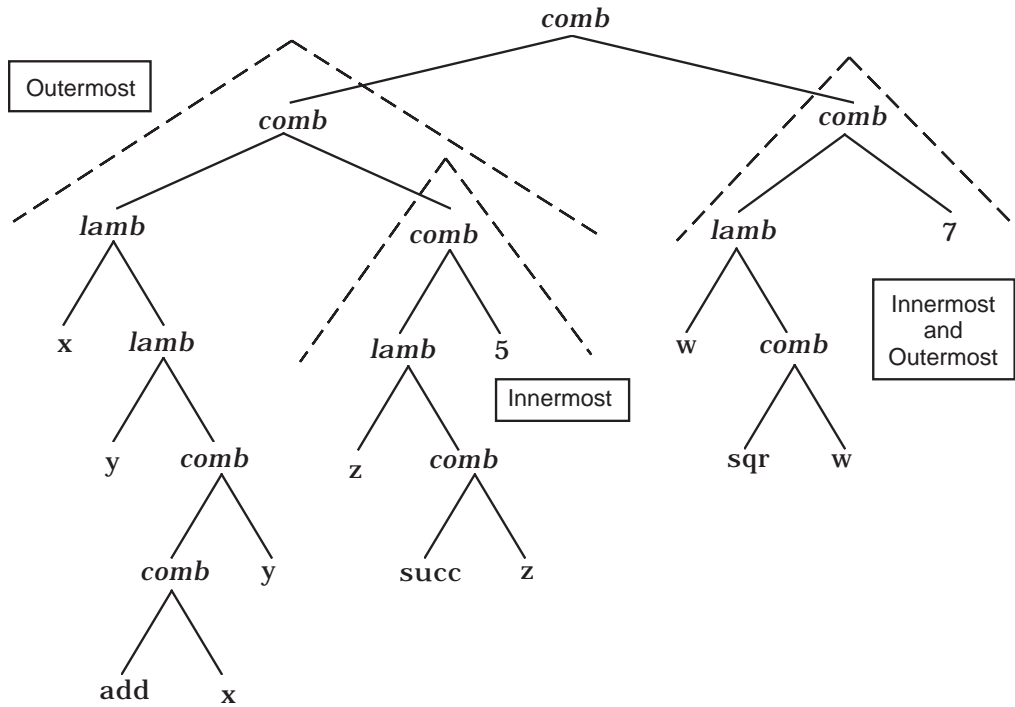 comb
Outermost
comb
comb
lamb
comb
lamb
7
x
lamb
lamb
5
w
comb
Innermost
and
Outermost
Innermost
y
comb
z
comb
sqr
w
comb
y
succ
z
add
x